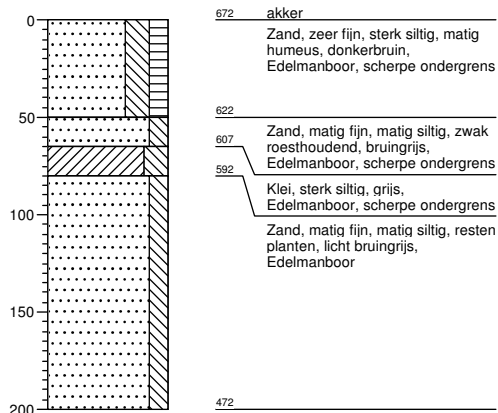 0
50
100
150
200
672 akker
Zand, zeer fijn, sterk siltig, matig
humeus, donkerbruin,
Edelmanboor, scherpe ondergrens
622
Zand, matig fijn, matig siltig, zwak
roesthoudend, bruingrijs,
Edelmanboor, scherpe ondergrens
607
592
Klei, sterk siltig, grijs,
Edelmanboor, scherpe ondergrens
Zand, matig fijn, matig siltig, resten
planten, licht bruingrijs,
Edelmanboor
472